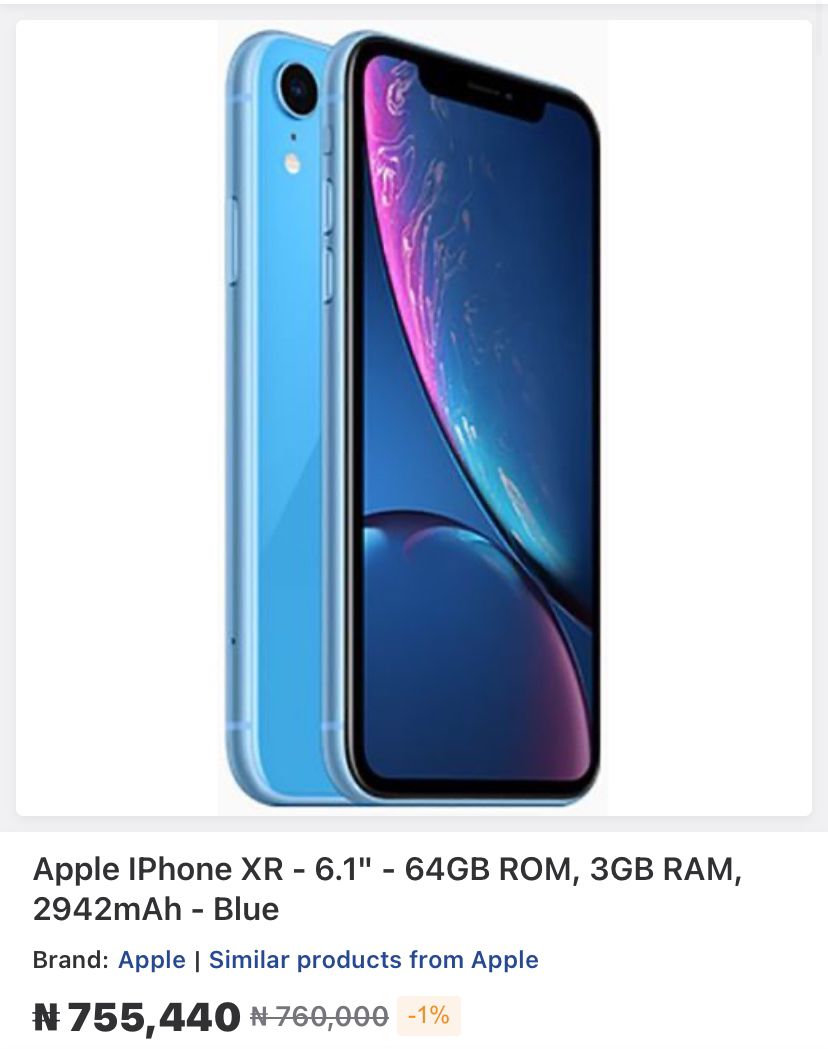 Apple IPhone XR - 6.1" - 64GB ROM, 3GB RAM,
2942mAh - Blue
Brand: Apple | Similar products from Apple
₦ 755,440 ₦ 760,000 -1%